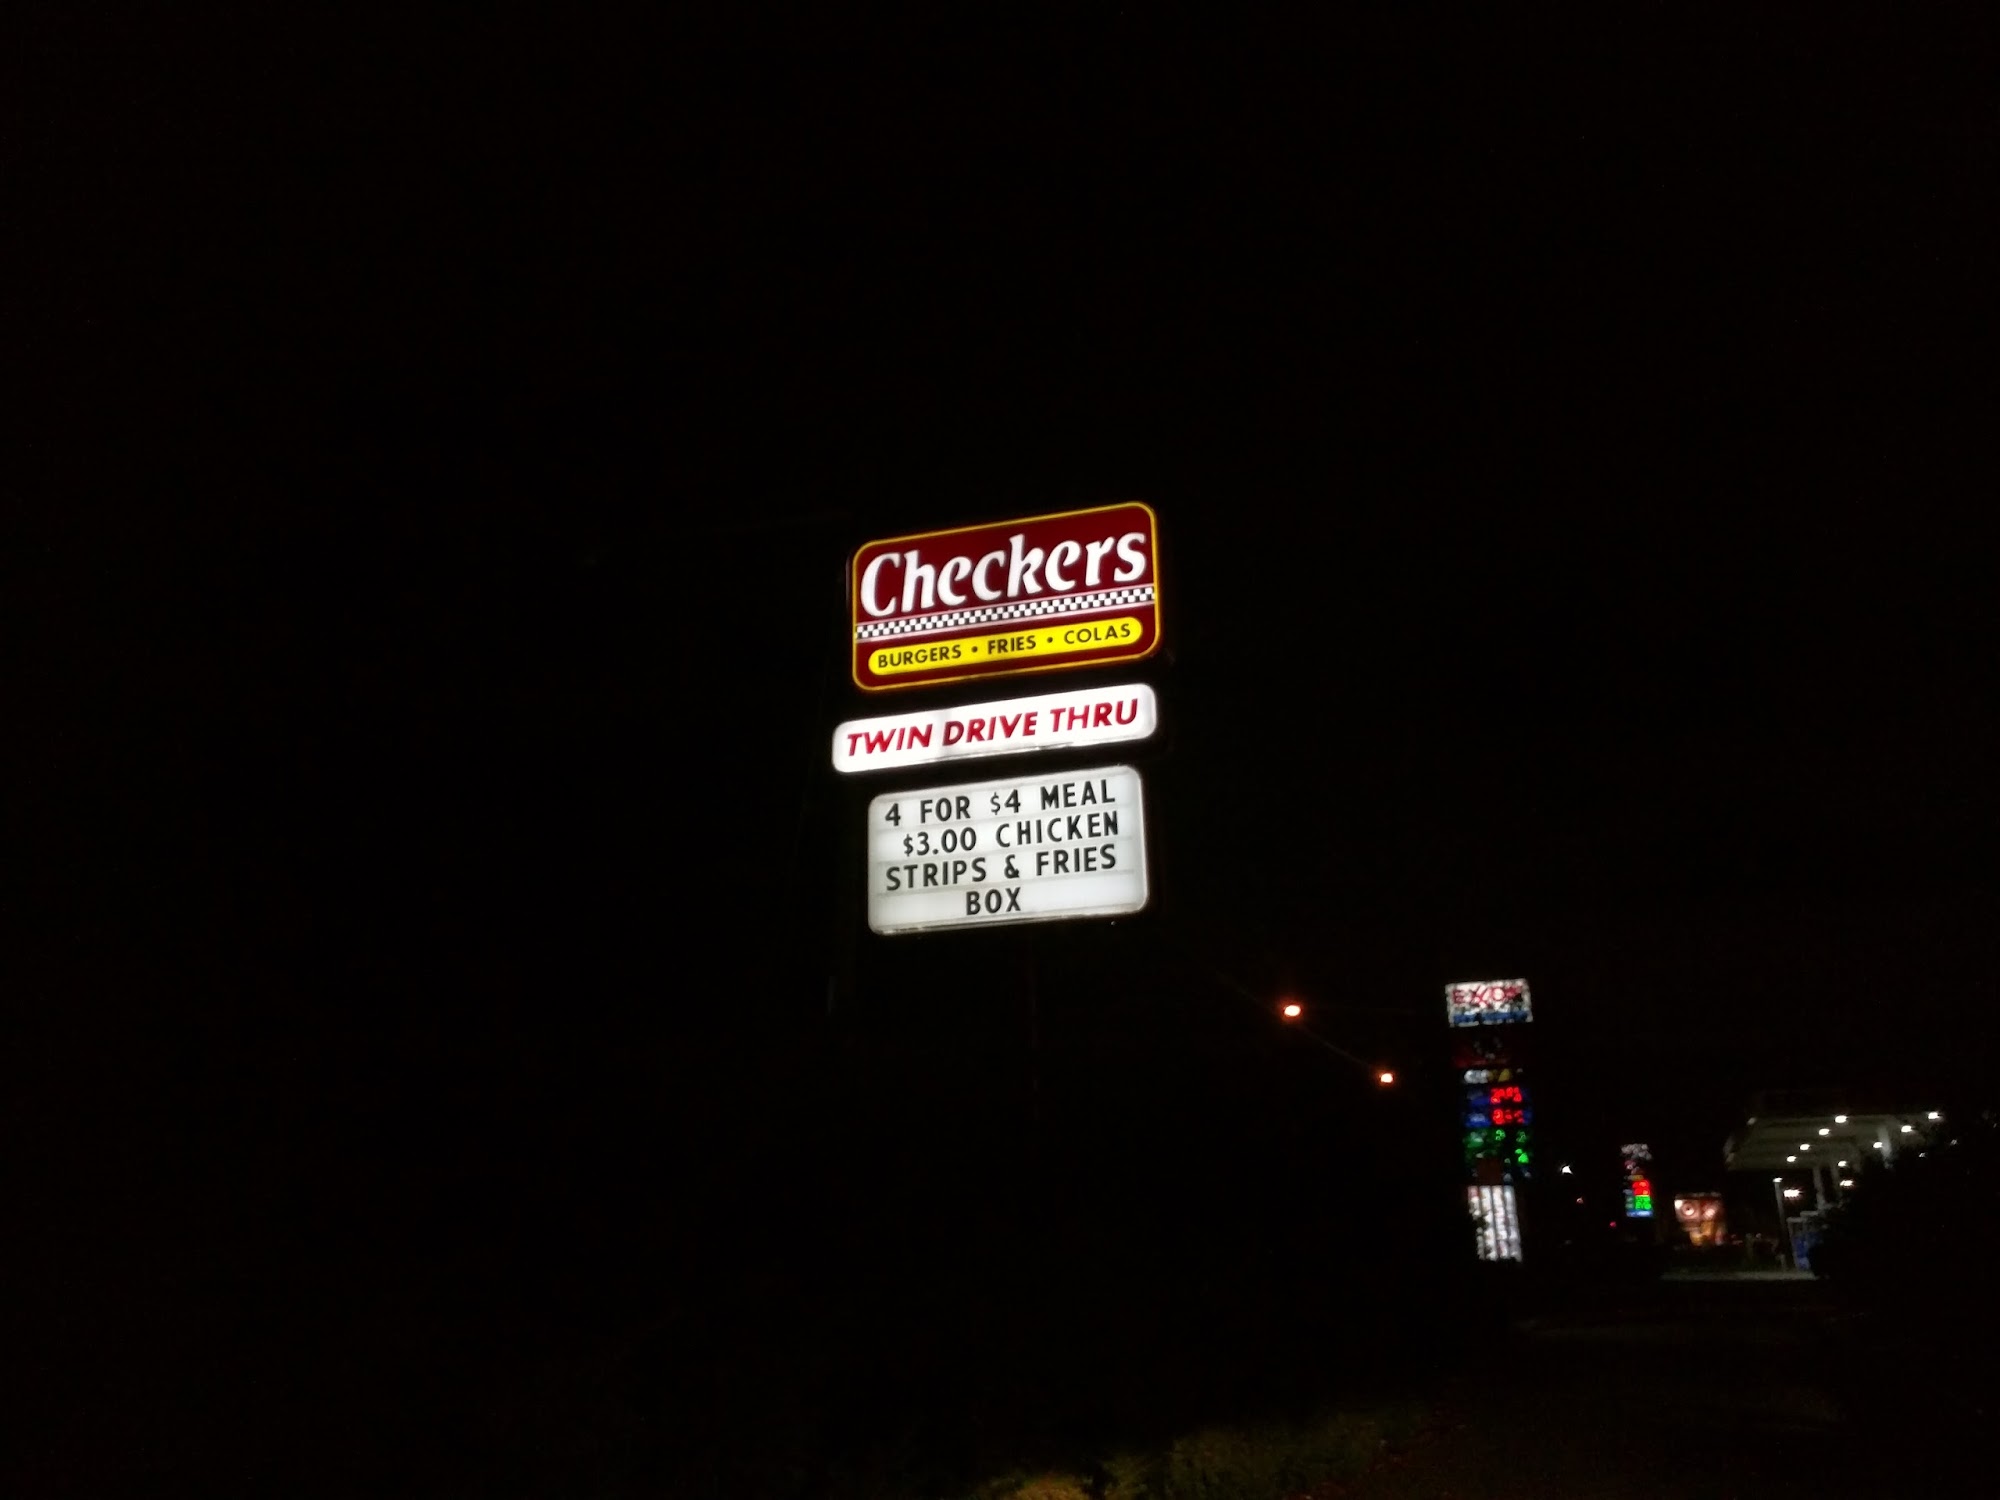 Checkers
BURGERS • FRIES • COLAS
TWIN DRIVE THRU
4 FOR $4 MEAL
$3.00 CHICKEN
STRIPS & FRIES
BOX